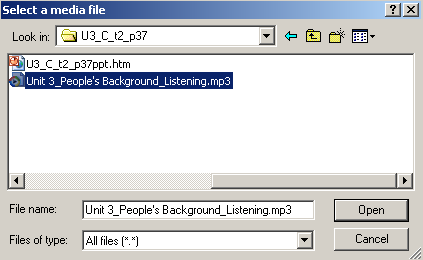 Select a media file
Look in: U3_C_t2_p37
U3_C_t2_p37ppt.htm
Unit 3_People's Background_Listening.mp3
File name: Unit 3_People's Background_Listening.mp3 Open
Files of type: All files (*.*) Cancel